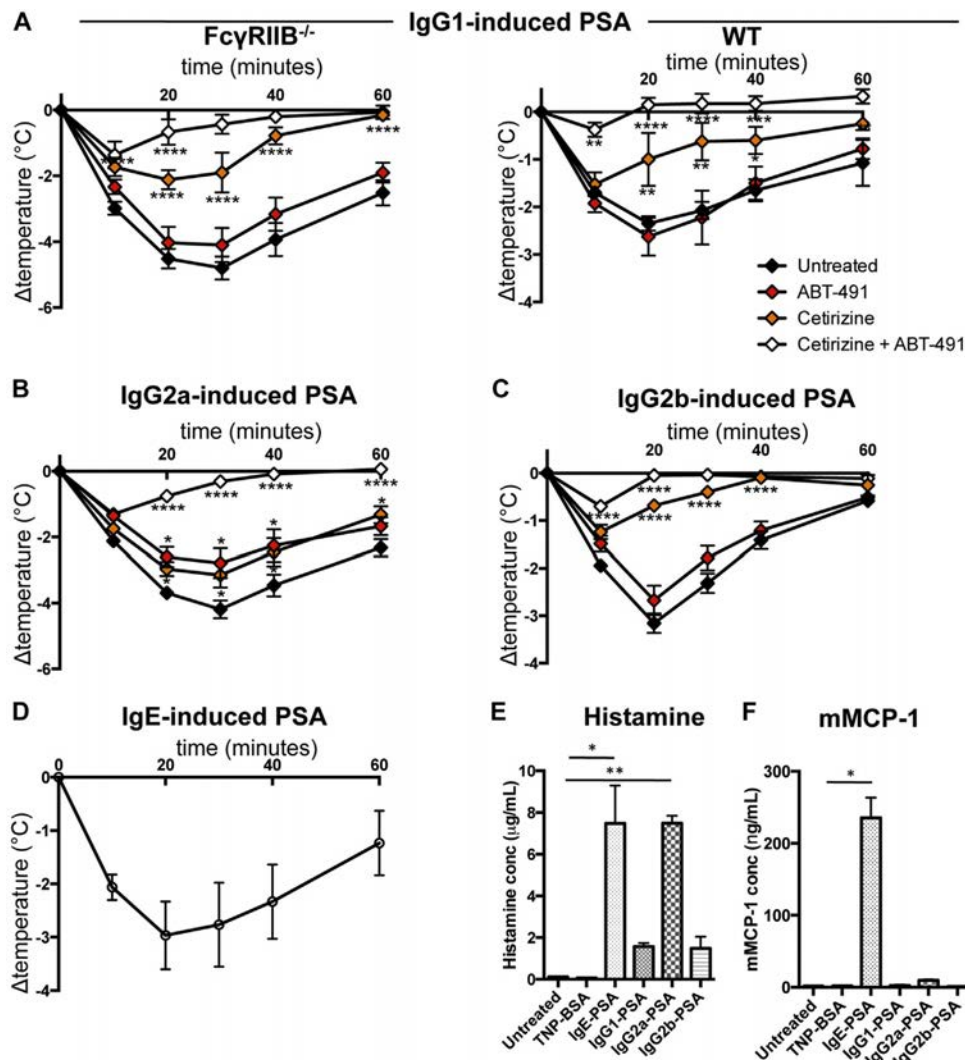 A
IgG1-induced PSA
FcγRIIB-/-
WT
time (minutes)
20 40 60
0
-2
-4
-6
Δtemperature (°C)
**** **** **** **** ****
time (minutes)
20 40 60
0
-1
-2
-3
-4
Δtemperature (°C)
** **** **** ***
** ** *
Untreated
ABT-491
Cetirizine
Cetirizine + ABT-491
B
IgG2a-induced PSA
time (minutes)
20 40 60
0
-2
-4
-6
Δtemperature (°C)
**** **** **** ****
* * * *
* * *
C
IgG2b-induced PSA
time (minutes)
20 40 60
0
-1
-2
-3
-4
Δtemperature (°C)
**** **** **** ****
**** ****
D
IgE-induced PSA
time (minutes)
0 20 40 60
0
-1
-2
-3
-4
Δtemperature (°C)
E
Histamine
*
**
10
8
6
4
2
0
Histamine conc (µg/mL)
Untreated
TNP-BSA
IgE-PSA
IgG1-PSA
IgG2a-PSA
IgG2b-PSA
F
mMCP-1
*
300
200
100
0
mMCP-1 conc (ng/mL)
Untreated
TNP-BSA
IgE-PSA
IgG1-PSA
IgG2a-PSA
IgG2b-PSA